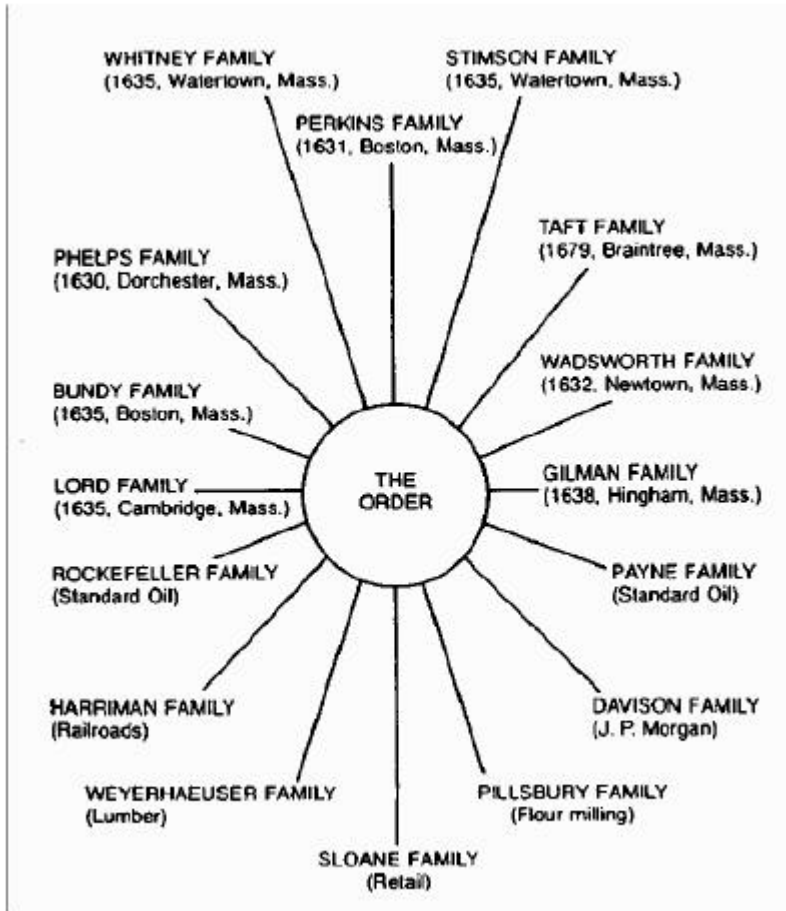 WHITNEY FAMILY
(1635, Watertown, Mass.)
STIMSON FAMILY
(1635, Watertown, Mass.)
PERKINS FAMILY
(1631, Boston, Mass.)
TAFT FAMILY
(1679, Braintree, Mass.)
PHELPS FAMILY
(1630, Dorchester, Mass.)
WADSWORTH FAMILY
(1632, Newtown, Mass.)
BUNDY FAMILY
(1635, Boston, Mass.)
THE
ORDER
GILMAN FAMILY
(1638, Hingham, Mass.)
LORD FAMILY
(1635, Cambridge, Mass.)
ROCKEFELLER FAMILY
(Standard Oil)
PAYNE FAMILY
(Standard Oil)
HARRIMAN FAMILY
(Railroads)
DAVISON FAMILY
(J. P. Morgan)
WEYERHAEUSER FAMILY
(Lumber)
PILLSBURY FAMILY
(Flour milling)
SLOANE FAMILY
(Retail)